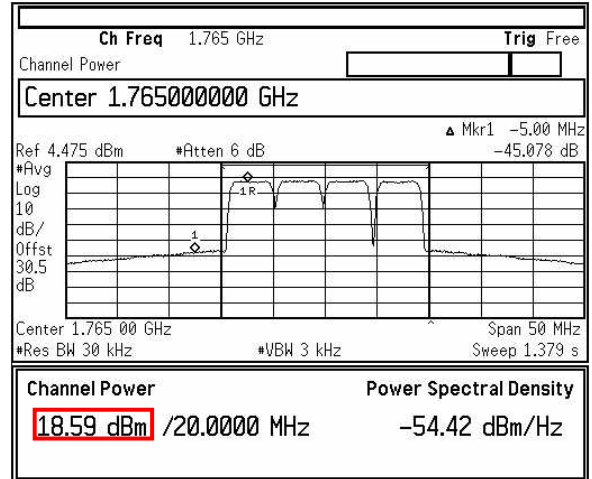 Ch Freq 1.765 GHz Trig Free
Channel Power
Center 1.765000000 GHz
Δ Mkr1 -5.00 MHz
Ref 4.475 dBm #Atten 6 dB -45.078 dB
#Avg
Log
10
dB/
Offst
30.5
dB
1R
1
Center 1.765 00 GHz Span 50 MHz
#Res BW 30 kHz #VBW 3 kHz Sweep 1.379 s
Channel Power Power Spectral Density
18.59 dBm /20.0000 MHz -54.42 dBm/Hz